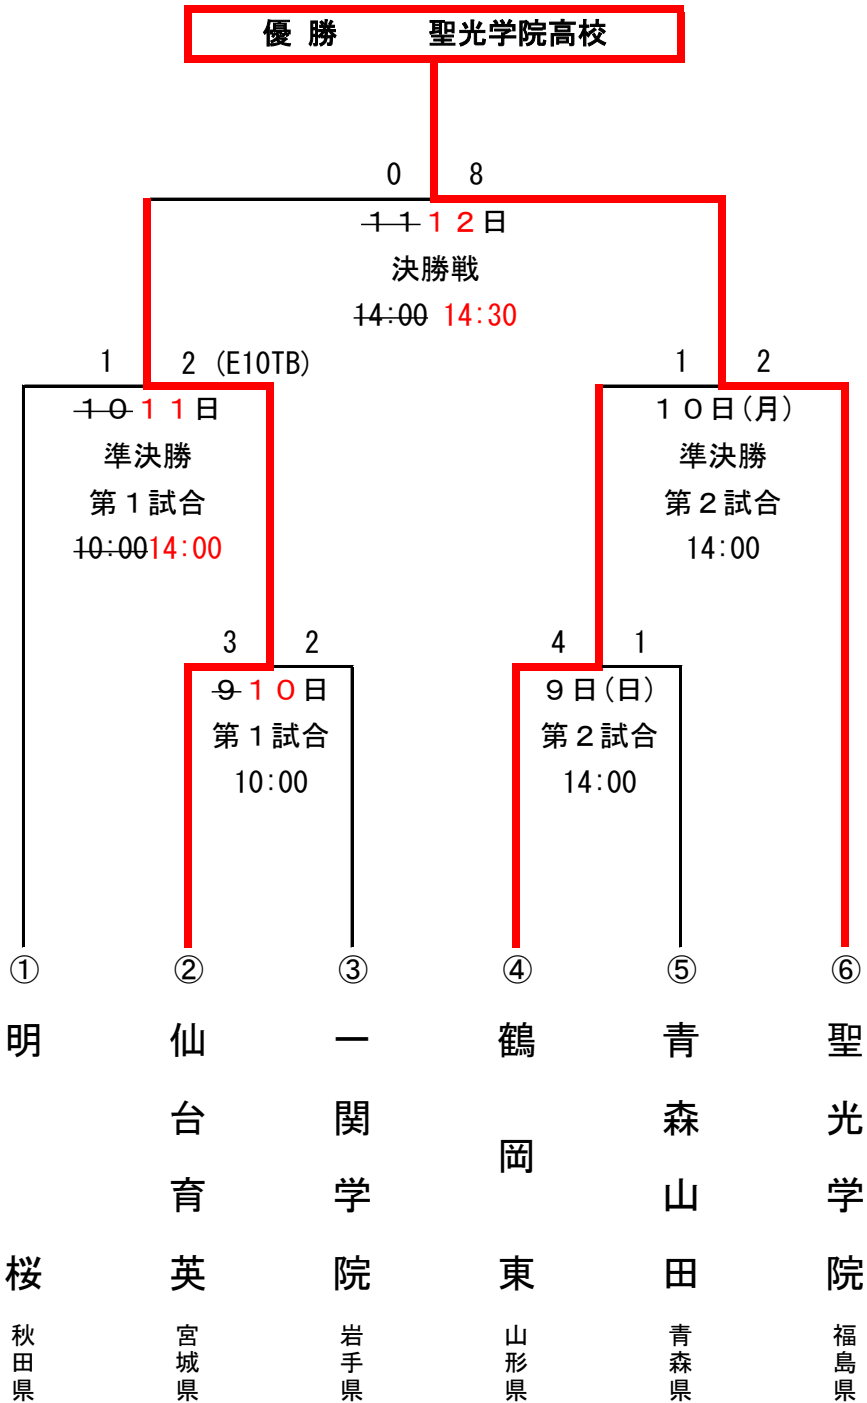 優 勝 聖光学院高校
0 8
１１１２日
決勝戦
14:00 14:30
1 2 (E10TB) 1 2
１０１１日 １０日(月)
準決勝 準決勝
第１試合 第２試合
10:0014:00 14:00
3 2 4 1
９１０日 ９日(日)
第１試合 第２試合
10:00 14:00
① ② ③ ④ ⑤ ⑥
明桜
仙台育英
一関学院
鶴岡東
青森山田
聖光学院
秋田県
宮城県
岩手県
山形県
青森県
福島県